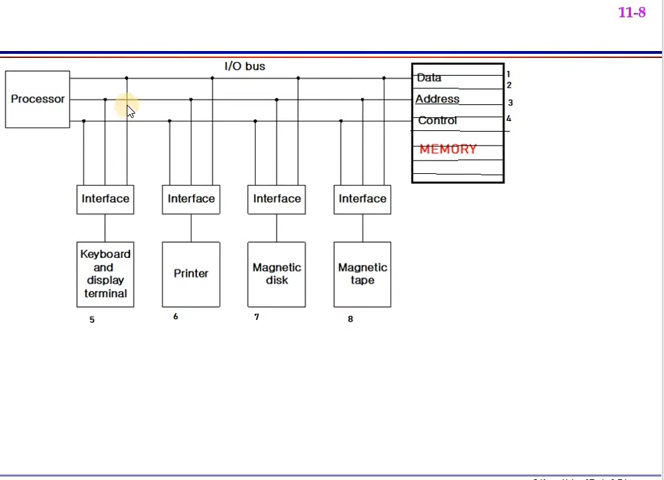 11-8
I/O bus
Processor
Data
Address
Control
MEMORY
1
2
3
4
Interface
Interface
Interface
Interface
Keyboard
and
display
terminal
Printer
Magnetic
disk
Magnetic
tape
5
6
7
8